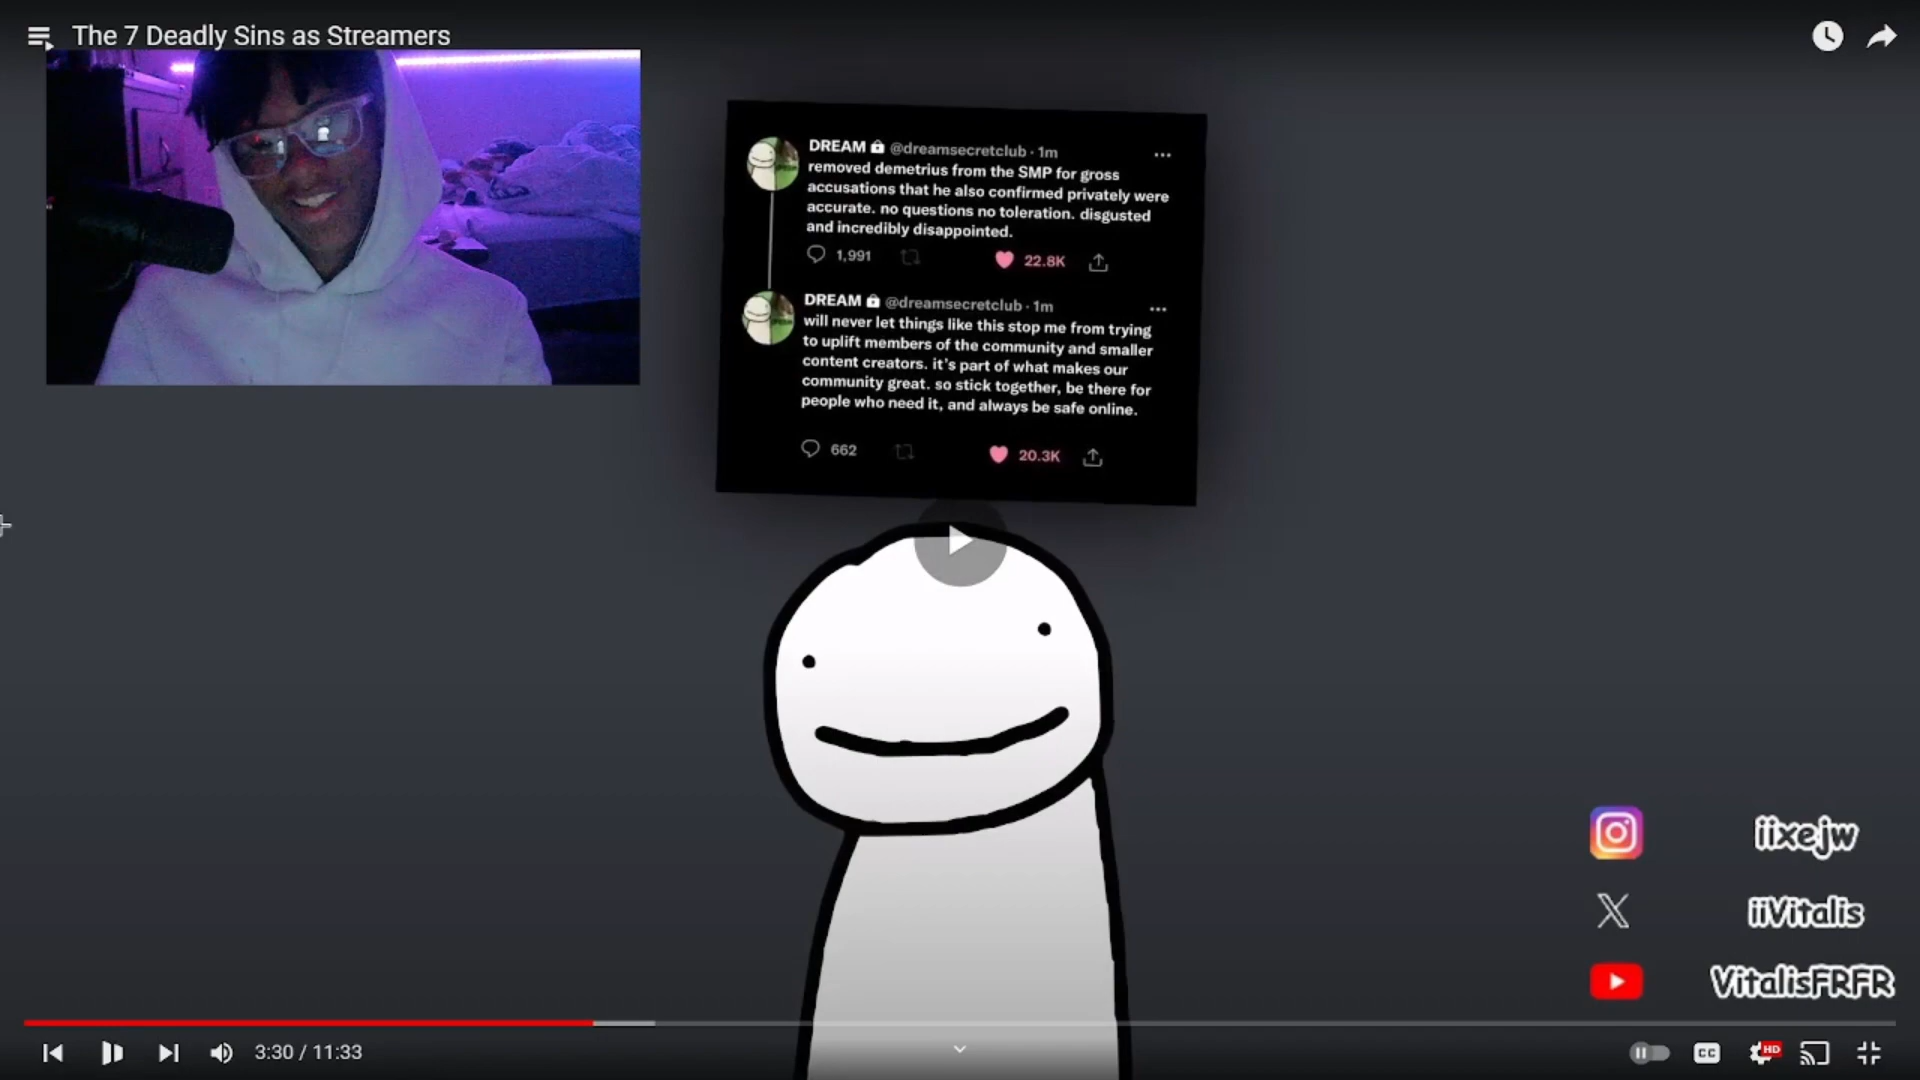 The 7 Deadly Sins as Streamers
DREAM @dreamsecretclub · 1m
removed demetrius from the SMP for gross
accusations that he also confirmed privately were
accurate. no questions no toleration. disgusted
and incredibly disappointed.
1,991 22.8K
DREAM @dreamsecretclub · 1m
will never let things like this stop me from trying
to uplift members of the community and smaller
content creators. it's part of what makes our
community great. so stick together, be there for
people who need it, and always be safe online.
662 20.3K
iixejw
iiVitalis
VitalisFRFR
3:30 / 11:33
CC HD